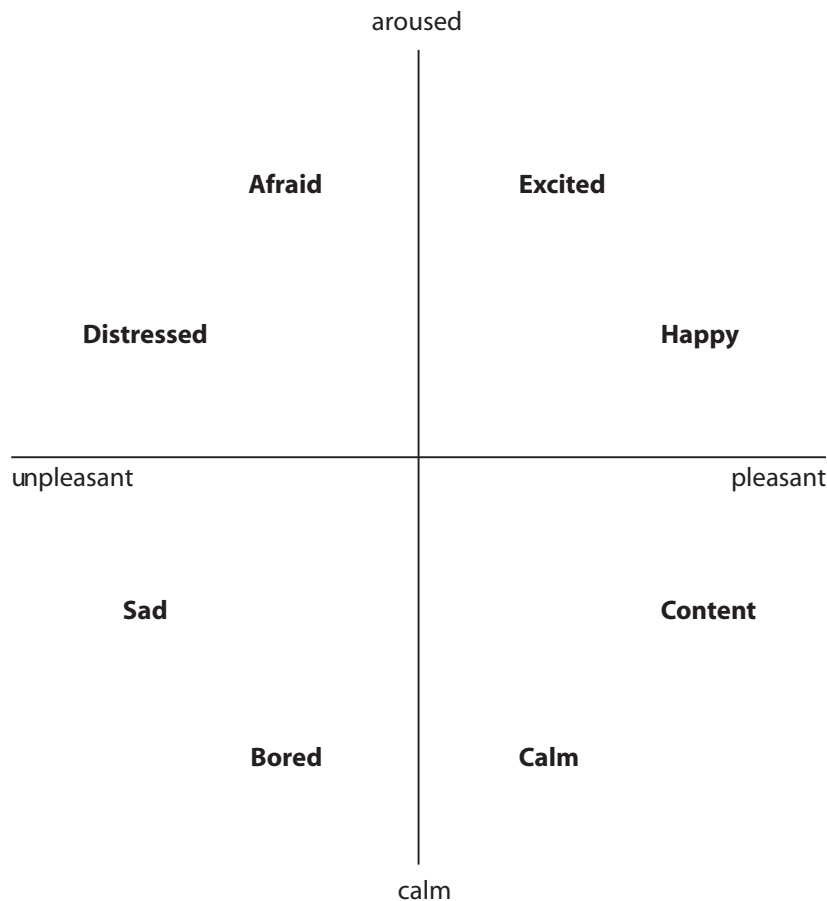 aroused
Afraid Excited
Distressed Happy
unpleasant pleasant
Sad Content
Bored Calm
calm